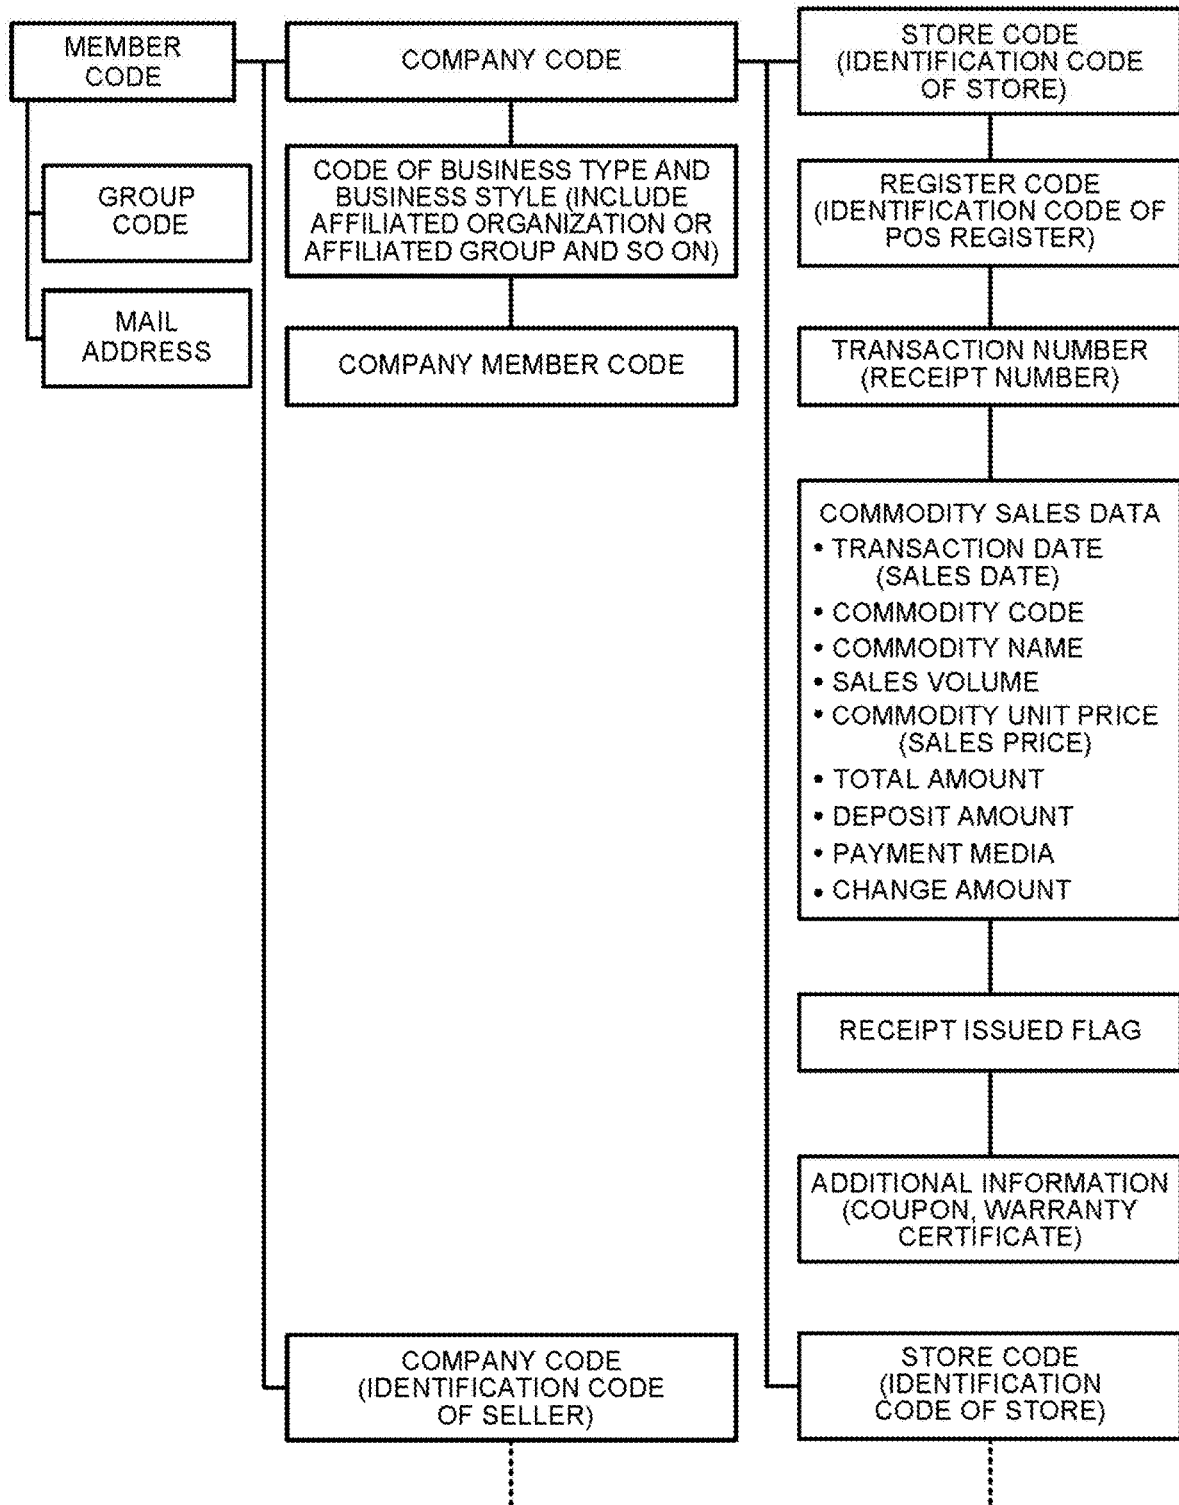 MEMBER
CODE
GROUP
CODE
MAIL
ADDRESS
COMPANY CODE
CODE OF BUSINESS TYPE AND
BUSINESS STYLE (INCLUDE
AFFILIATED ORGANIZATION OR
AFFILIATED GROUP AND SO ON)
COMPANY MEMBER CODE
COMPANY CODE
(IDENTIFICATION CODE
OF SELLER)
STORE CODE
(IDENTIFICATION CODE
OF STORE)
REGISTER CODE
(IDENTIFICATION CODE OF
POS REGISTER)
TRANSACTION NUMBER
(RECEIPT NUMBER)
COMMODITY SALES DATA
• TRANSACTION DATE
(SALES DATE)
• COMMODITY CODE
• COMMODITY NAME
• SALES VOLUME
• COMMODITY UNIT PRICE
(SALES PRICE)
• TOTAL AMOUNT
• DEPOSIT AMOUNT
• PAYMENT MEDIA
• CHANGE AMOUNT
RECEIPT ISSUED FLAG
ADDITIONAL INFORMATION
(COUPON, WARRANTY
CERTIFICATE)
STORE CODE
(IDENTIFICATION
CODE OF STORE)